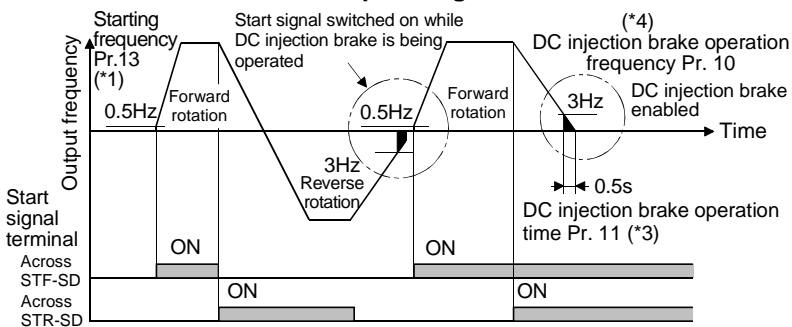 Starting
frequency
Pr.13
(*1)
Start signal switched on while
DC injection brake is being
operated
(*4)
DC injection brake operation
frequency Pr. 10
DC injection brake
enabled
Output frequency
0.5Hz
Forward
rotation
0.5Hz
Forward
rotation
3Hz
Time
3Hz
Reverse
rotation
0.5s
DC injection brake operation
time Pr. 11 (*3)
Start
signal
terminal
Across
STF-SD
ON
ON
Across
STR-SD
ON
ON